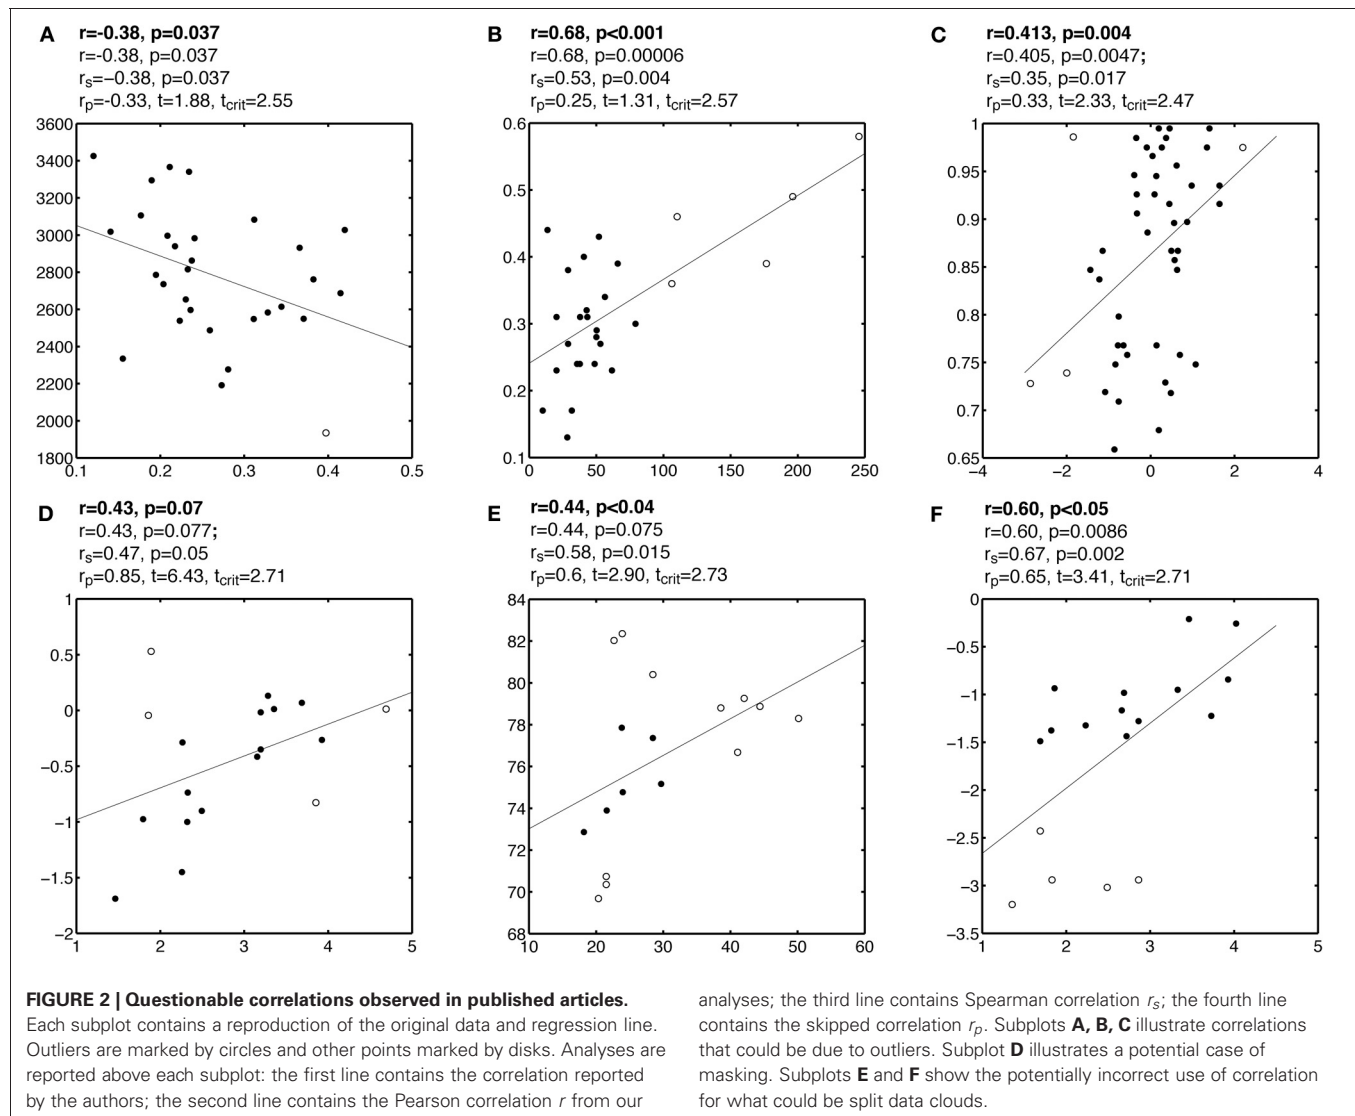 A
r=-0.38, p=0.037
r=-0.38, p=0.037
rs=−0.38, p=0.037
rp=-0.33, t=1.88, tcrit=2.55
3600
3400
3200
3000
2800
2600
2400
2200
2000
1800
0.1 0.2 0.3 0.4 0.5
B
r=0.68, p<0.001
r=0.68, p=0.00006
rs=0.53, p=0.004
rp=0.25, t=1.31, tcrit=2.57
0.6
0.5
0.4
0.3
0.2
0.1
0 50 100 150 200 250
C
r=0.413, p=0.004
r=0.405, p=0.0047;
rs=0.35, p=0.017
rp=0.33, t=2.33, tcrit=2.47
1
0.95
0.9
0.85
0.8
0.75
0.7
0.65
−4 −2 0 2 4
D
r=0.43, p=0.07
r=0.43, p=0.077;
rs=0.47, p=0.05
rp=0.85, t=6.43, tcrit=2.71
1
0.5
0
−0.5
−1
−1.5
−2
1 2 3 4 5
E
r=0.44, p<0.04
r=0.44, p=0.075
rs=0.58, p=0.015
rp=0.6, t=2.90, tcrit=2.73
84
82
80
78
76
74
72
70
68
10 20 30 40 50 60
F
r=0.60, p<0.05
r=0.60, p=0.0086
rs=0.67, p=0.002
rp=0.65, t=3.41, tcrit=2.71
0
−0.5
−1
−1.5
−2
−2.5
−3
−3.5
1 2 3 4 5
FIGURE 2 | Questionable correlations observed in published articles.
Each subplot contains a reproduction of the original data and regression line.
Outliers are marked by circles and other points marked by disks. Analyses are
reported above each subplot: the first line contains the correlation reported
by the authors; the second line contains the Pearson correlation r from our
analyses; the third line contains Spearman correlation rs; the fourth line
contains the skipped correlation rp. Subplots A, B, C illustrate correlations
that could be due to outliers. Subplot D illustrates a potential case of
masking. Subplots E and F show the potentially incorrect use of correlation
for what could be split data clouds.